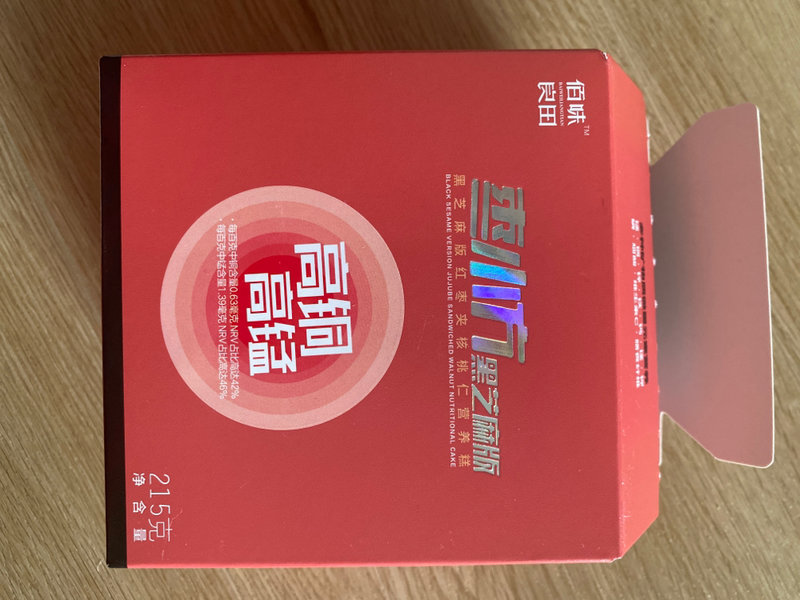 佰味
BAIWEILIANGTIAN
良田
TM
枣小方黑芝麻版
黑芝麻版红枣夹核桃仁营养糕
BLACK SESAME VERSION JUJUBE SANDWICHED WALNUT NUTRITIONAL CAKE
高铜
高锰
· 每百克中铜含量0.63毫克 NRV占比高达42%
· 每百克中锰含量1.39毫克 NRV占比高达46%
215克
净含量